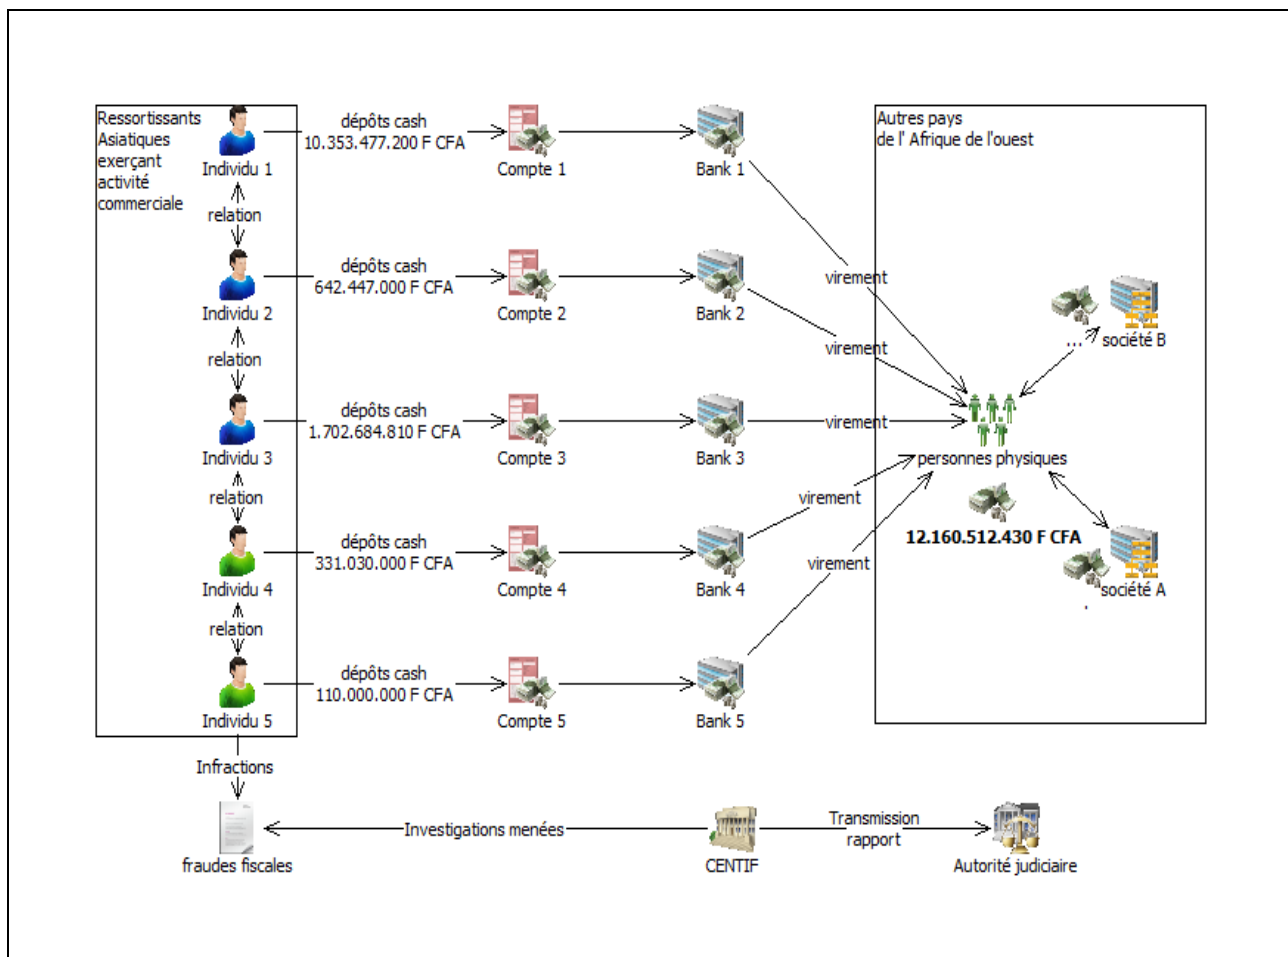 Ressortissants
Asiatiques
exerçant
activité
commerciale
Individu 1
dépôts cash
10.353.477.200 F CFA
Compte 1
Bank 1
Autres pays
de l' Afrique de l'ouest
relation
virement
Individu 2
dépôts cash
642.447.000 F CFA
Compte 2
Bank 2
virement
... société B
relation
Individu 3
dépôts cash
1.702.684.810 F CFA
Compte 3
Bank 3
virement
personnes physiques
12.160.512.430 F CFA
relation
Individu 4
dépôts cash
331.030.000 F CFA
Compte 4
Bank 4
virement
société A
.
relation
Individu 5
dépôts cash
110.000.000 F CFA
Compte 5
Bank 5
virement
Infractions
fraudes fiscales
Investigations menées
CENTIF
Transmission
rapport
Autorité judiciaire